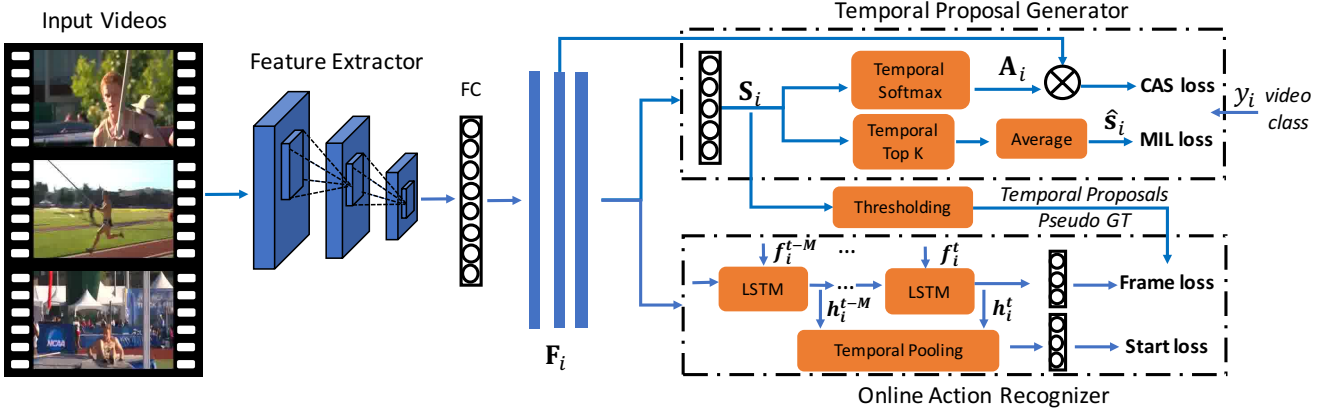 Input Videos
Temporal Proposal Generator
Feature Extractor
FC
S_i
Temporal
Softmax
A_i
CAS loss
y_i video
class
Temporal
Top K
Average
ŝ_i
MIL loss
Thresholding
Temporal Proposals
Pseudo GT
f_i^{t-M}
...
f_i^t
LSTM
...
LSTM
Frame loss
h_i^{t-M}
h_i^t
NCAA
Temporal Pooling
Start loss
F_i
Online Action Recognizer